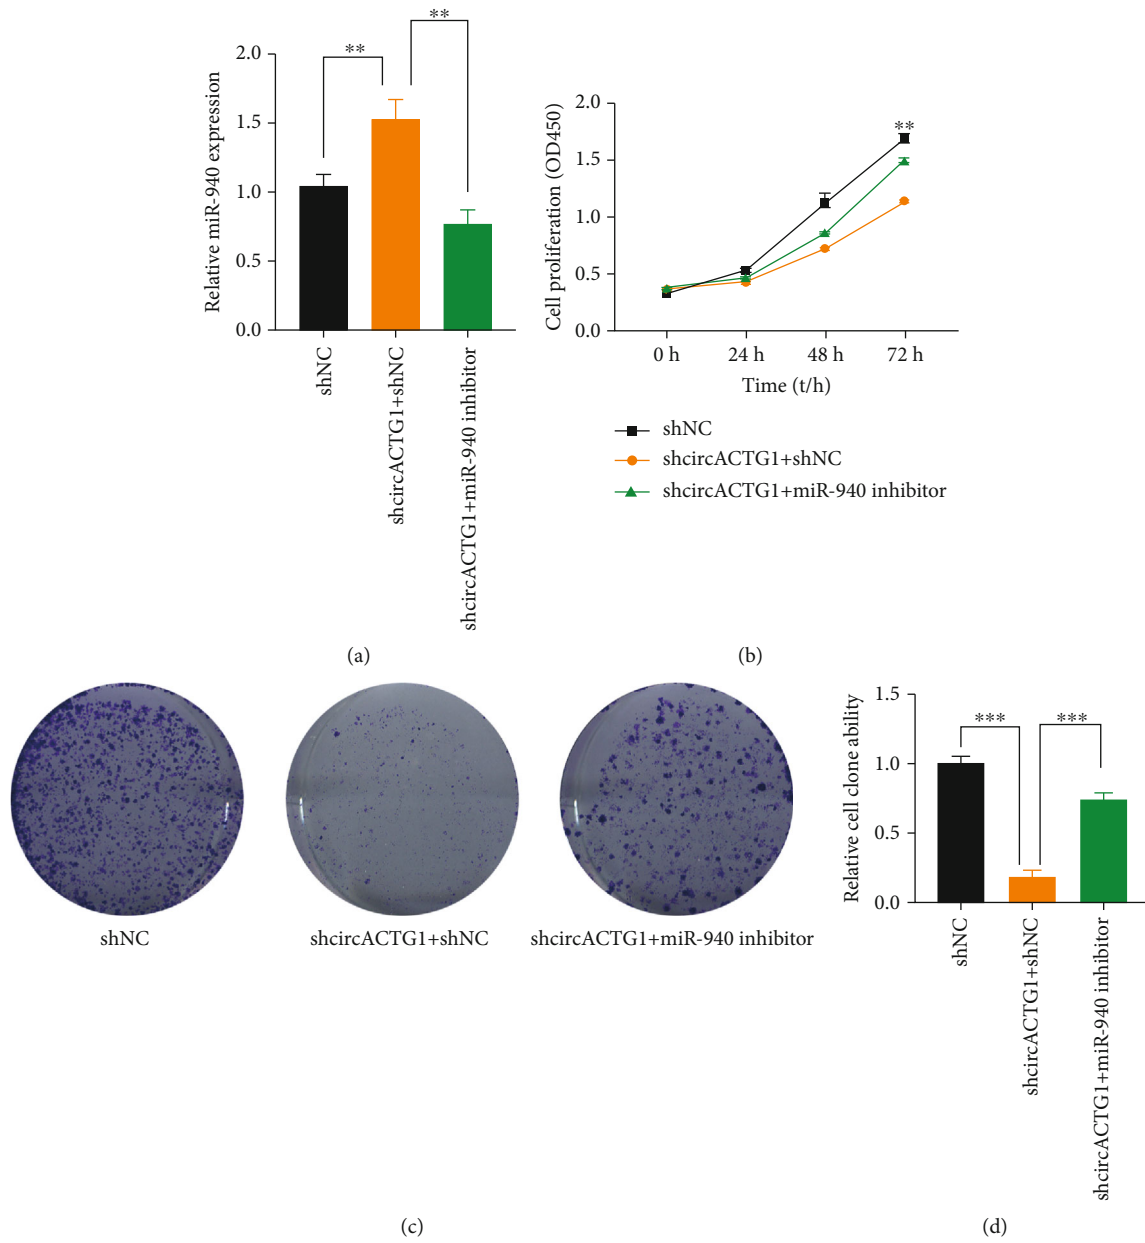 Relative miR-940 expression
2.0
1.5
1.0
0.5
0.0
**
**
shNC
shcircACTG1+shNC
shcircACTG1+miR-940 inhibitor
(a)
Cell proliferation (OD450)
2.0
1.5
1.0
0.5
0.0
**
0 h
24 h
48 h
72 h
Time (t/h)
shNC
shcircACTG1+shNC
shcircACTG1+miR-940 inhibitor
(b)
shNC
shcircACTG1+shNC
shcircACTG1+miR-940 inhibitor
(c)
Relative cell clone ability
1.5
1.0
0.5
0.0
***
***
shNC
shcircACTG1+shNC
shcircACTG1+miR-940 inhibitor
(d)